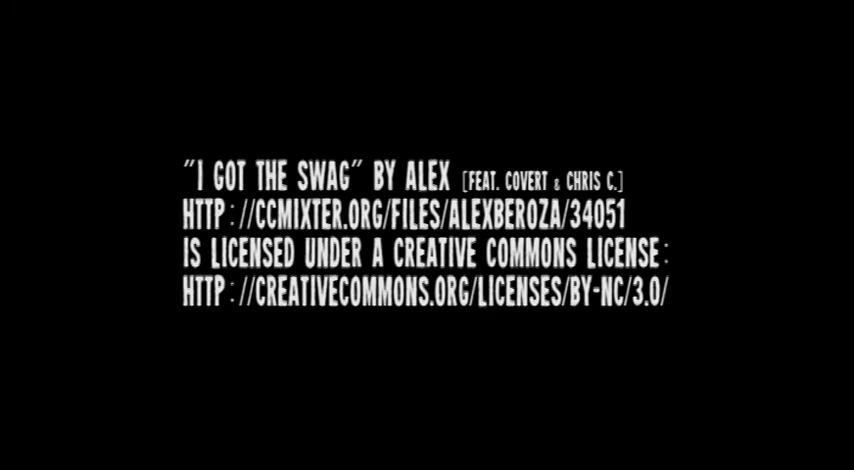 "I GOT THE SWAG" BY ALEX [FEAT. COVERT & CHRIS C.]
HTTP://CCMIXTER.ORG/FILES/ALEXBEROZA/34051
IS LICENSED UNDER A CREATIVE COMMONS LICENSE:
HTTP://CREATIVECOMMONS.ORG/LICENSES/BY-NC/3.0/